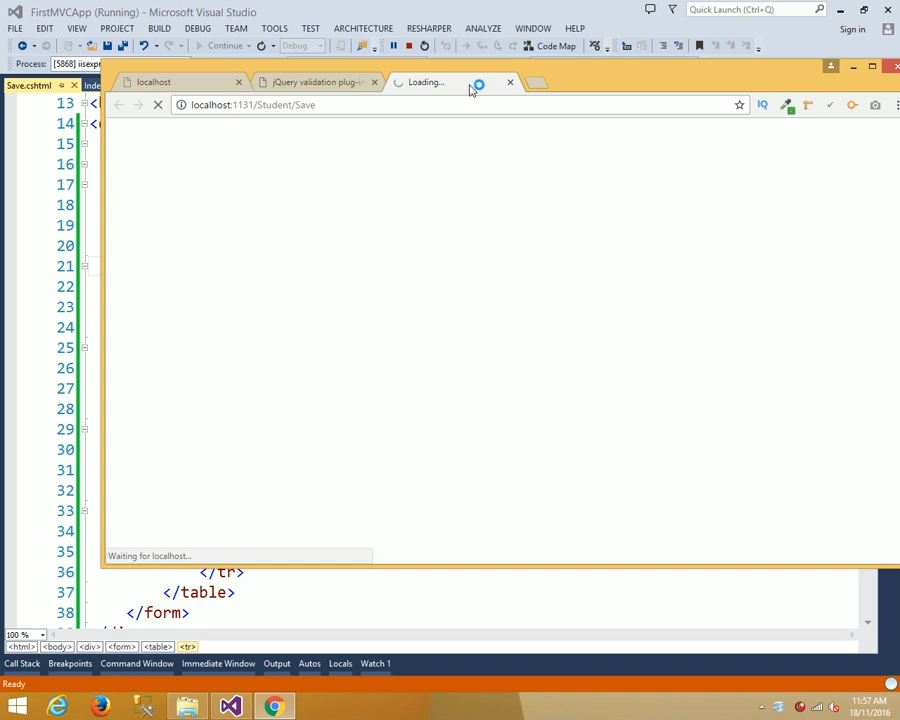 FirstMVCApp (Running) - Microsoft Visual Studio
Quick Launch (Ctrl+Q)
FILE EDIT VIEW PROJECT BUILD DEBUG TEAM TOOLS TEST ARCHITECTURE RESHARPER ANALYZE WINDOW HELP
Sign in
Continue Debug Code Map
Process: [5868] iisexpr
Save.cshtml Inde
localhost jQuery validation plug-in Loading...
localhost:1131/Student/Save
IQ
13 <
14 <
15
16
17
18
19
20
21
22
23
24
25
26
27
28
29
30
31
32
33
34
35
Waiting for localhost...
36 </tr>
37 </table>
38 </form>
100 %
<html> <body> <div> <form> <table> <tr>
Call Stack Breakpoints Command Window Immediate Window Output Autos Locals Watch 1
Ready
11:57 AM
18/11/2016